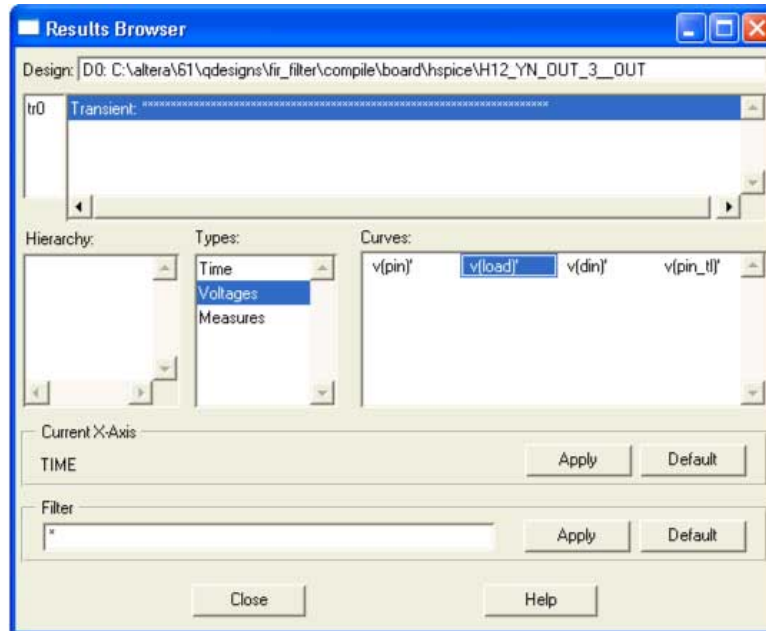 Results Browser
Design: D0: C:\altera\61\qdesigns\fir_filter\compile\board\hspice\H12_YN_OUT_3__OUT
tr0 Transient:
Hierarchy: Types: Curves:
Time v(pin)' v(load)' v(din)' v(pin_tl)'
Voltages
Measures
Current X-Axis
TIME Apply Default
Filter
* Apply Default
Close Help